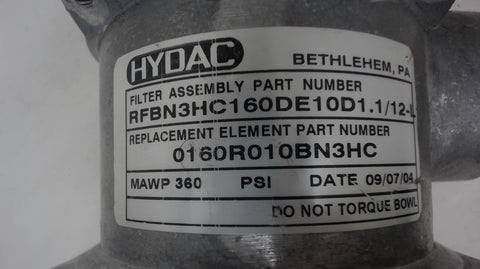 HYDAC BETHLEHEM, PA
FILTER ASSEMBLY PART NUMBER
RFBN3HC160DE10D1.1/12-L
REPLACEMENT ELEMENT PART NUMBER
0160R010BN3HC
MAWP 360 PSI DATE 09/07/04
DO NOT TORQUE BOWL